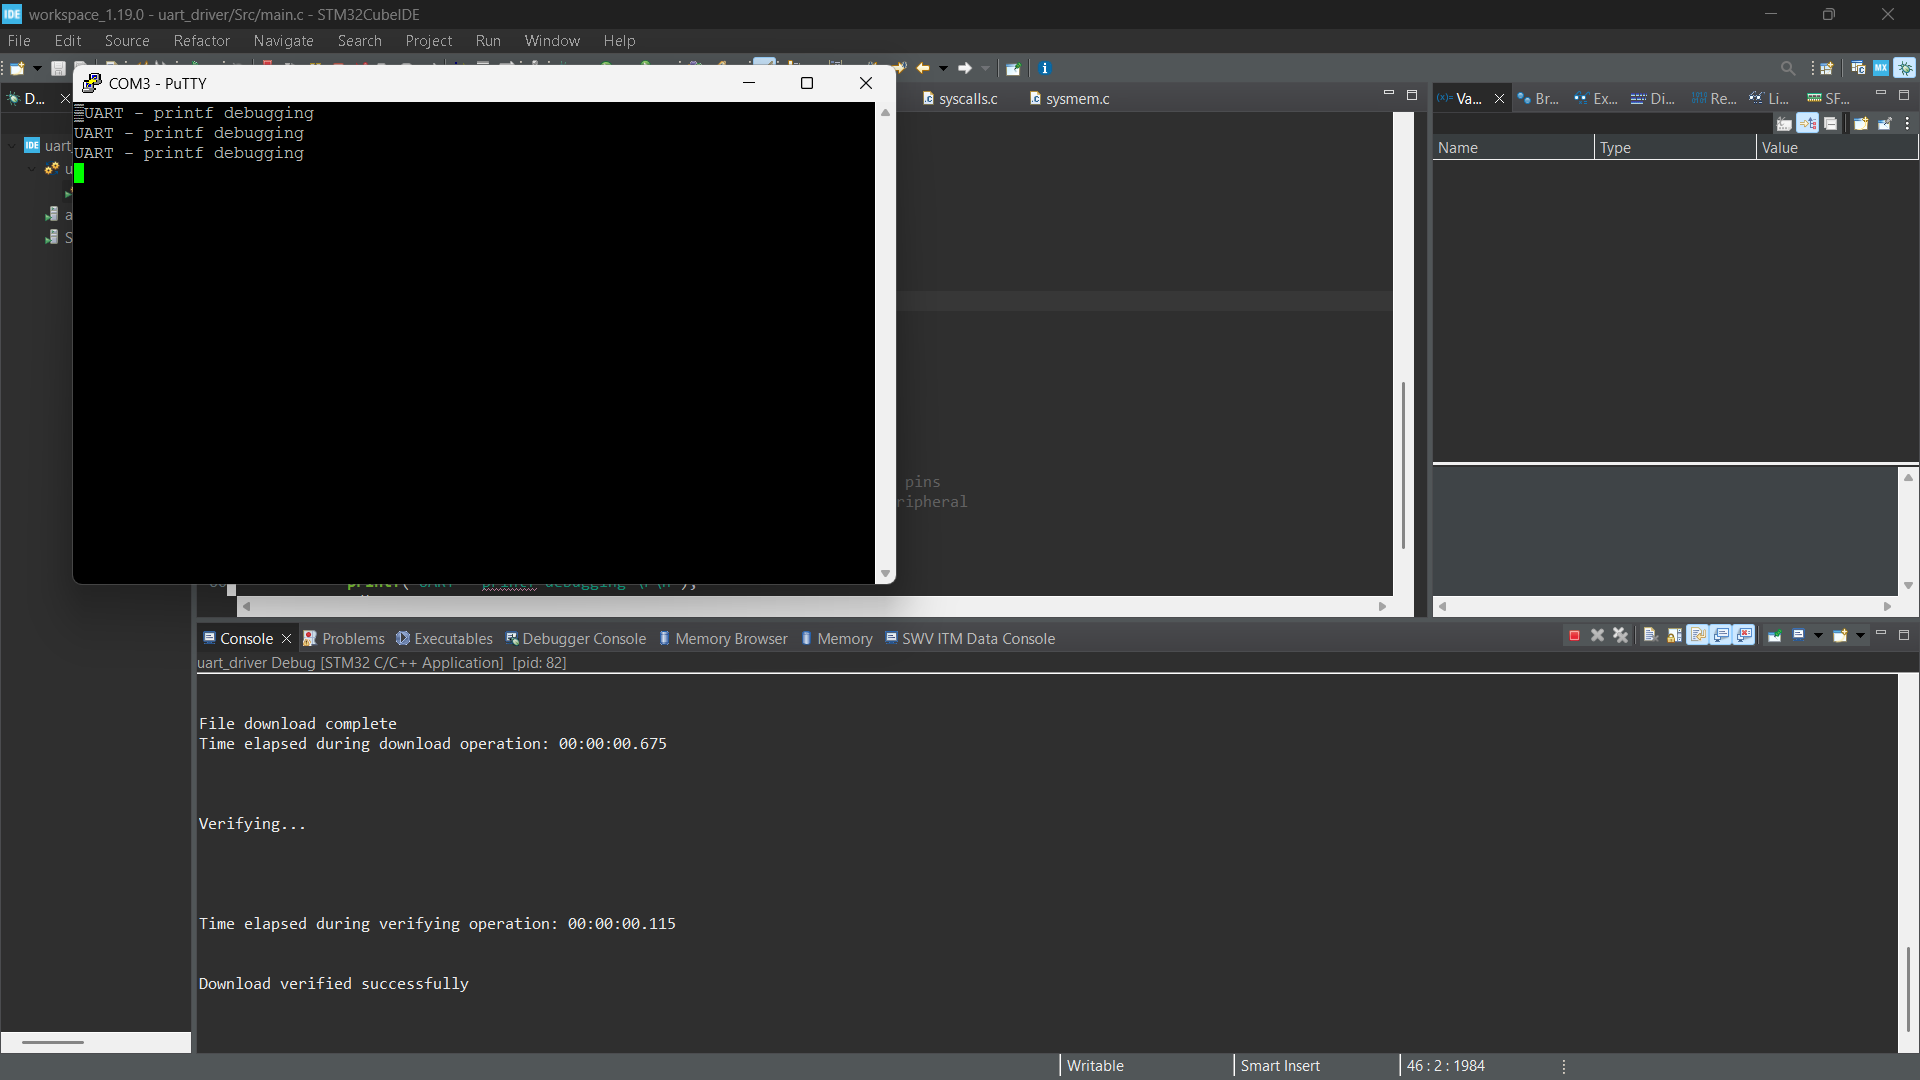 IDE workspace_1.19.0 - uart_driver/Src/main.c - STM32CubeIDE
File Edit Source Refactor Navigate Search Project Run Window Help
COM3 - PuTTY
UART - printf debugging
UART - printf debugging
UART - printf debugging
D...
IDE uart
u
a
S
syscalls.c sysmem.c
pins
ripheral
MX
Va... Br... Ex... Di... Re... Li... SF...
Name Type Value
Console Problems Executables Debugger Console Memory Browser Memory SWV ITM Data Console
uart_driver Debug [STM32 C/C++ Application] [pid: 82]
File download complete
Time elapsed during download operation: 00:00:00.675
Verifying...
Time elapsed during verifying operation: 00:00:00.115
Download verified successfully
Writable Smart Insert 46 : 2 : 1984